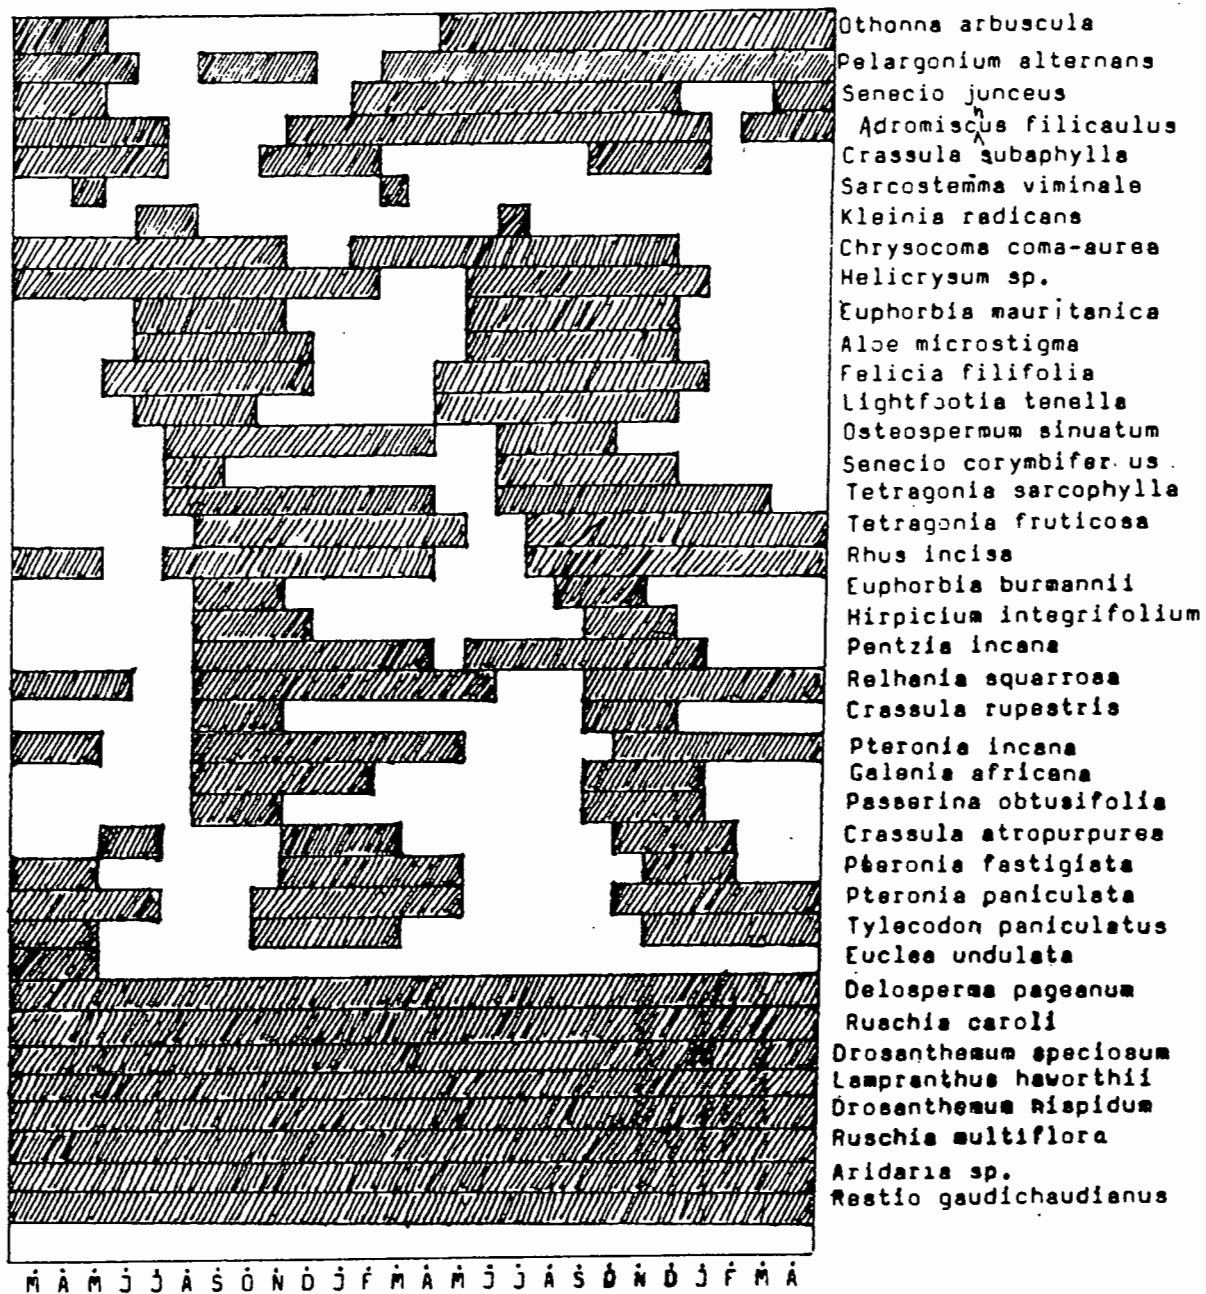 Othonna arbuscula
Pelargonium alternans
Senecio junceus
Adromiscnus filicaulus
Crassula subaphylla
Sarcostemma viminale
Kleinia radicans
Chrysocoma coma-aurea
Helicrysum sp.
Euphorbia mauritanica
Aloe microstigma
Felicia filifolia
Lightfootia tenella
Osteospermum sinuatum
Senecio corymbifer us
Tetragonia sarcophylla
Tetragonia fruticosa
Rhus incisa
Euphorbia burmannii
Hirpicium integrifolium
Pentzia incana
Relhania squarrosa
Crassula rupestris
Pteronia incana
Galenia africana
Passerina obtusifolia
Crassula atropurpurea
Pteronia fastigiata
Pteronia paniculata
Tylecodon paniculatus
Euclea undulata
Delosperma pageanum
Ruschia caroli
Drosanthemum speciosum
Lampranthus haworthii
Drosanthemum hispidum
Ruschia multiflora
Aridaria sp.
Restio gaudichaudianus
M A M J J A S O N D J F M A M J J A S O N D J F M A